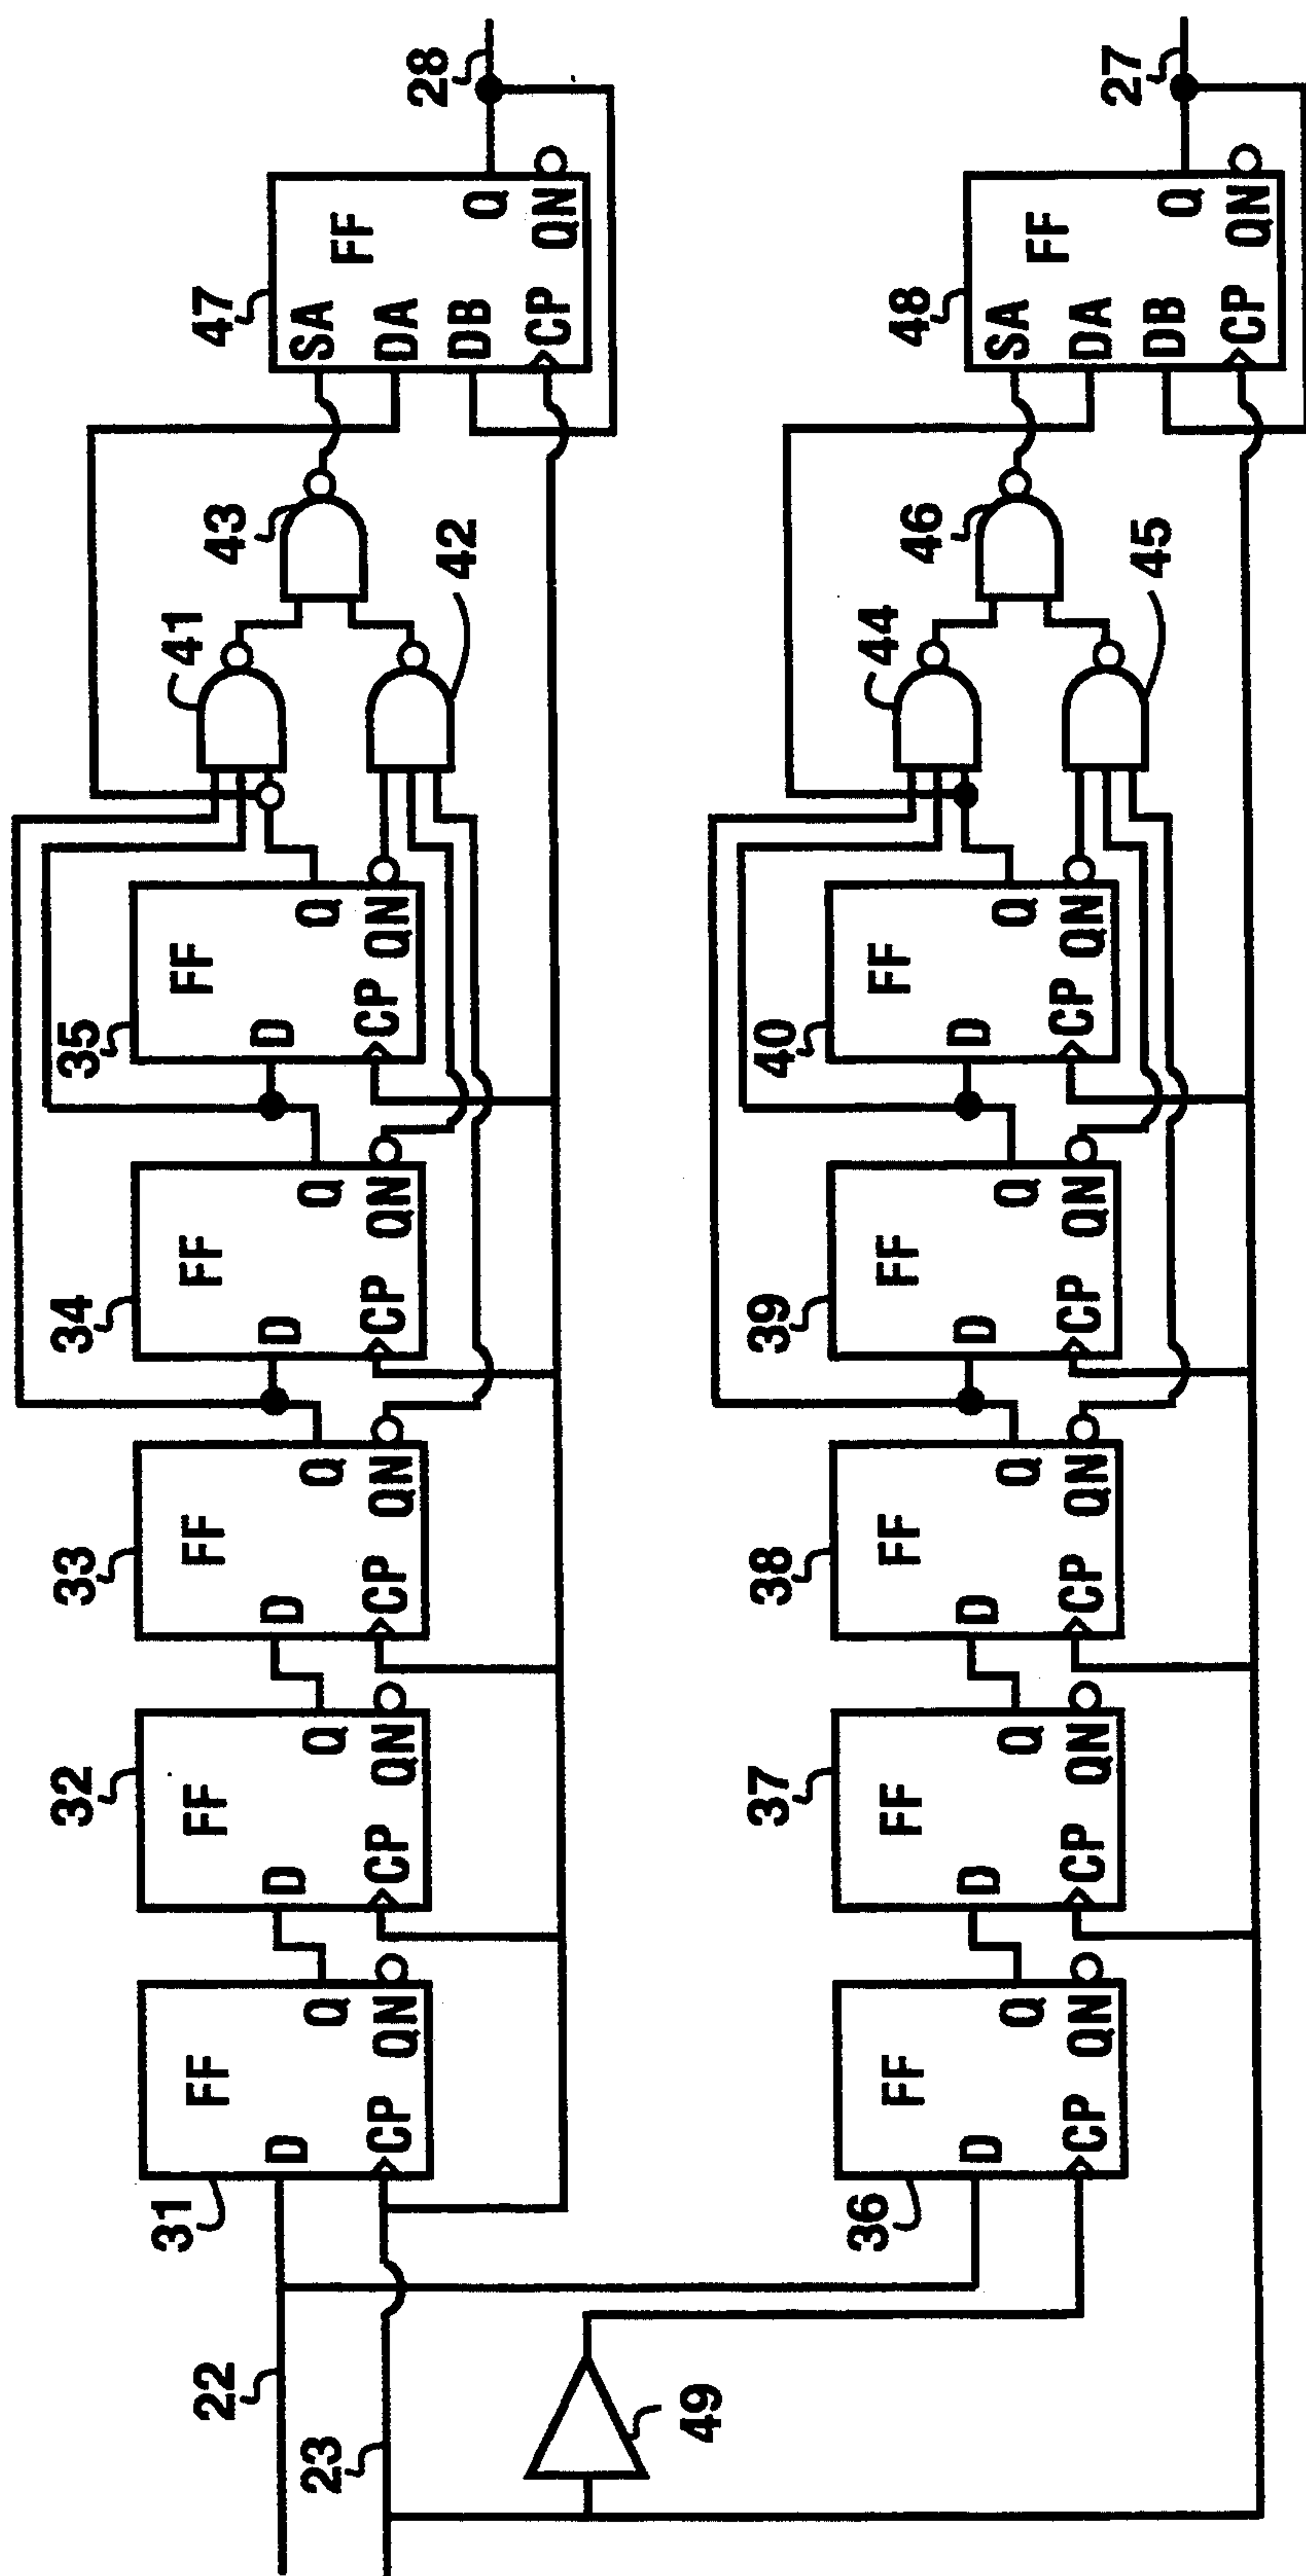 22
23
49
31
FF
D
Q
CP
QN
32
FF
D
Q
CP
QN
33
FF
D
Q
CP
QN
34
FF
D
Q
CP
QN
35
FF
D
Q
CP
QN
41
42
43
47
SA
FF
DA
DB
Q
CP
QN
28
36
FF
D
Q
CP
QN
37
FF
D
Q
CP
QN
38
FF
D
Q
CP
QN
39
FF
D
Q
CP
QN
40
FF
D
Q
CP
QN
44
45
46
48
SA
FF
DA
DB
Q
CP
QN
27